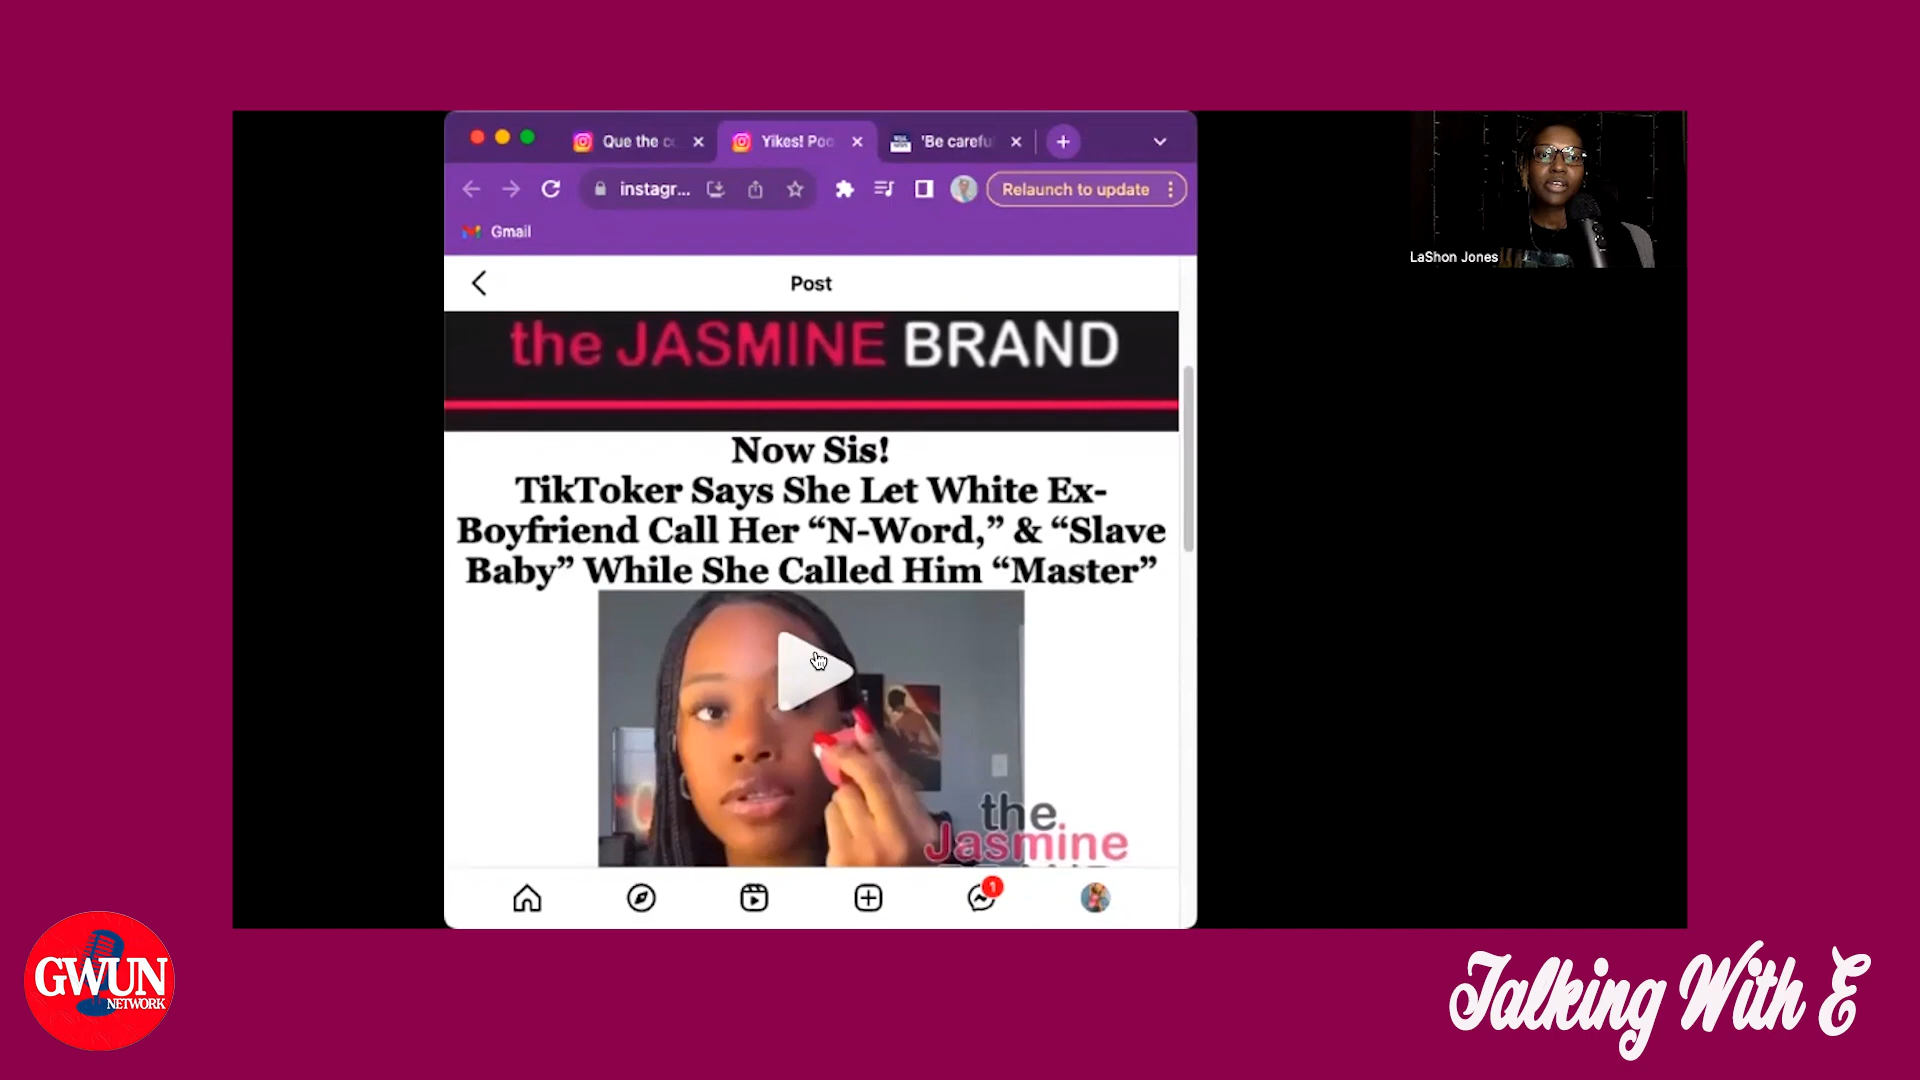 Que the c
Yikes! Poo
'Be carefu
instagr...
Relaunch to update
Gmail
Post
the JASMINE BRAND
Now Sis!
TikToker Says She Let White Ex-
Boyfriend Call Her “N-Word,” & “Slave
Baby” While She Called Him “Master”
the
Jasmine
1
LaShon Jones
GWUN
NETWORK
Talking With E